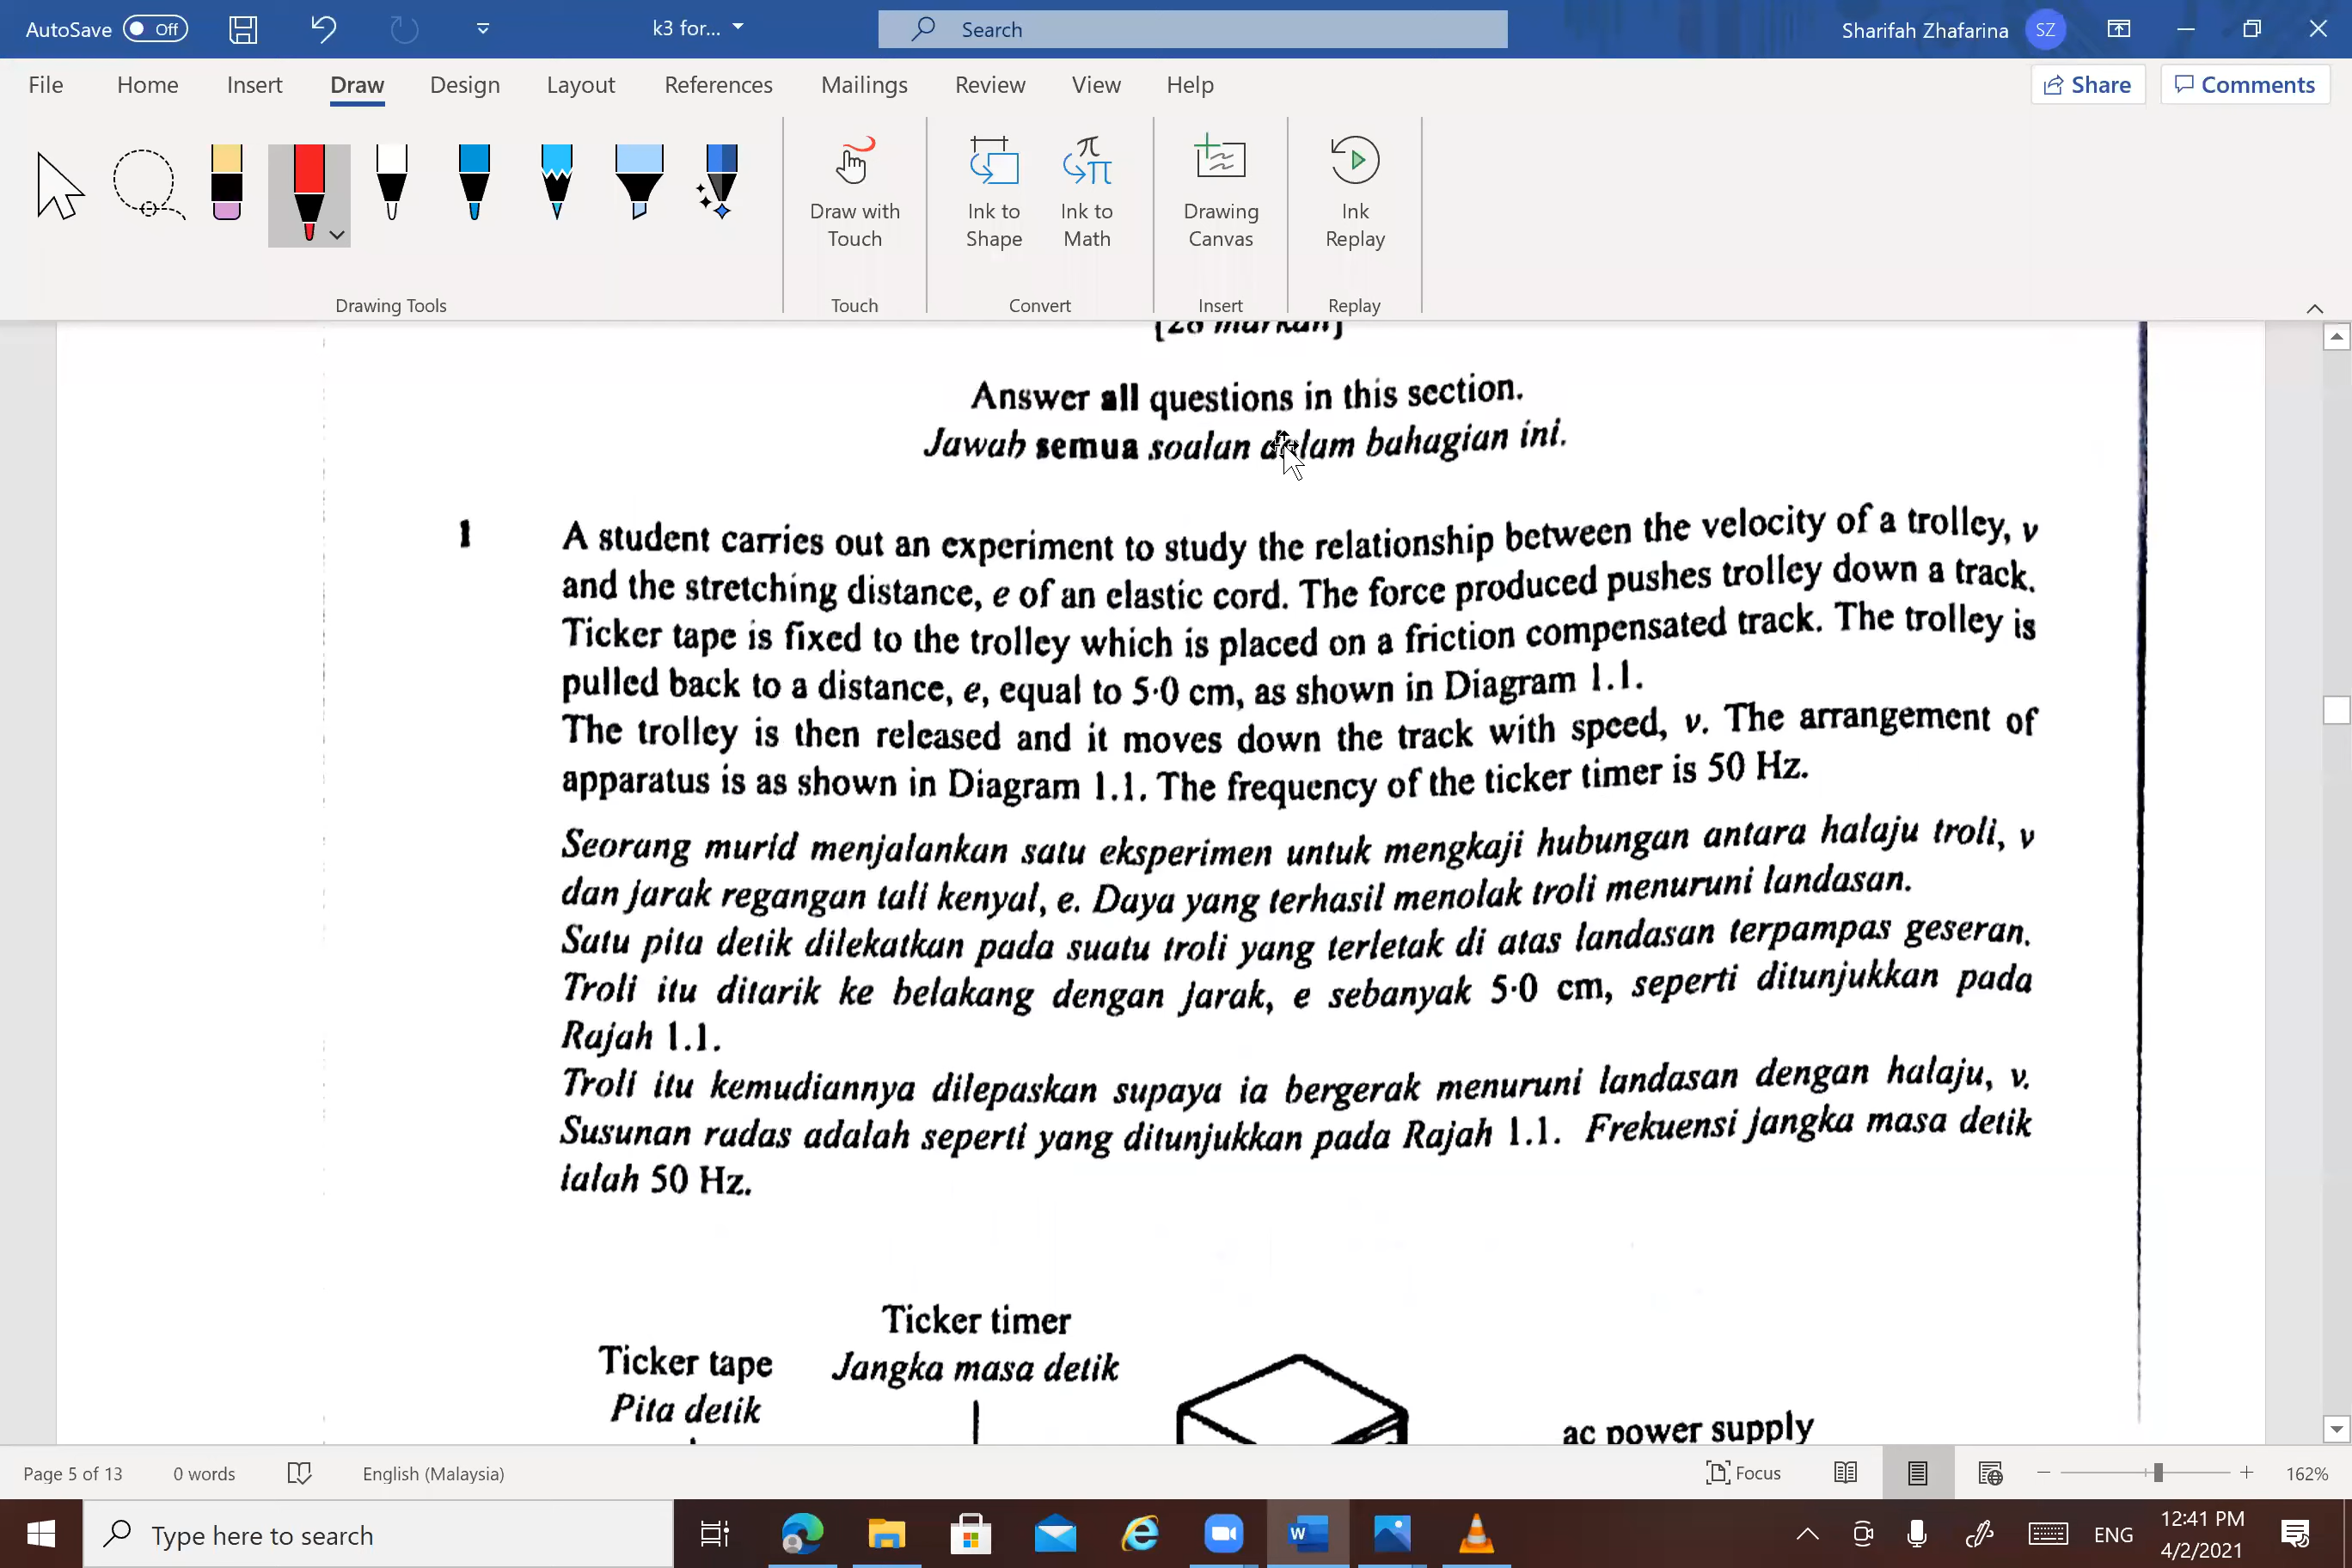 AutoSave Off k3 for... Search Sharifah Zhafarina SZ
File Home Insert Draw Design Layout References Mailings Review View Help Share Comments
Draw with Touch
Ink to Shape
Ink to Math
Drawing Canvas
Ink Replay
Drawing Tools Touch Convert Insert Replay
Answer all questions in this section.
Jawab semua soalan dalam bahagian ini.
1 A student carries out an experiment to study the relationship between the velocity of a trolley, v
and the stretching distance, e of an elastic cord. The force produced pushes trolley down a track.
Ticker tape is fixed to the trolley which is placed on a friction compensated track. The trolley is
pulled back to a distance, e, equal to 5·0 cm, as shown in Diagram 1.1.
The trolley is then released and it moves down the track with speed, v. The arrangement of
apparatus is as shown in Diagram 1.1. The frequency of the ticker timer is 50 Hz.
Seorang murid menjalankan satu eksperimen untuk mengkaji hubungan antara halaju troli, v
dan jarak regangan tali kenyal, e. Daya yang terhasil menolak troli menuruni landasan.
Satu pita detik dilekatkan pada suatu troli yang terletak di atas landasan terpampas geseran.
Troli itu ditarik ke belakang dengan jarak, e sebanyak 5·0 cm, seperti ditunjukkan pada
Rajah 1.1.
Troli itu kemudiannya dilepaskan supaya ia bergerak menuruni landasan dengan halaju, v.
Susunan radas adalah seperti yang ditunjukkan pada Rajah 1.1. Frekuensi jangka masa detik
ialah 50 Hz.
Ticker timer
Jangka masa detik
Ticker tape
Pita detik
ac power supply
Page 5 of 13 0 words English (Malaysia) Focus 162%
Type here to search ENG 12:41 PM
4/2/2021